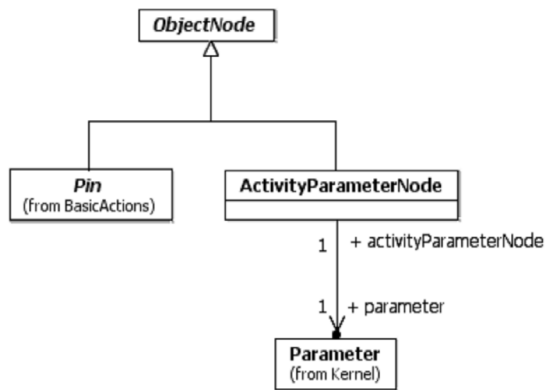 ObjectNode
Pin
(from BasicActions)
ActivityParameterNode
1 + activityParameterNode
1 + parameter
Parameter
(from Kernel)